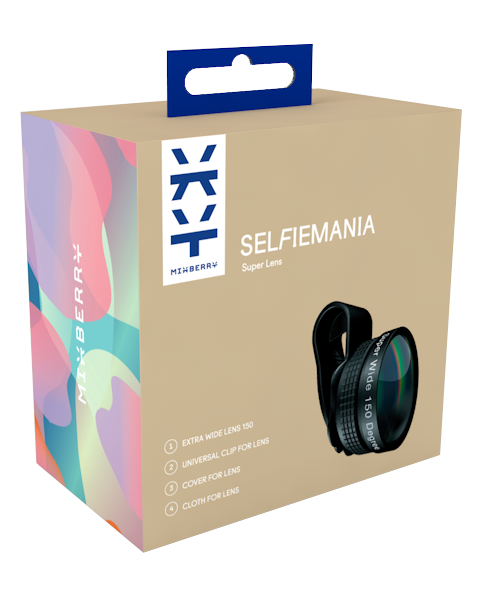 MIXBERRY
SELFIEMANIA
Super Lens
MIXBERRY
Super Wide 150 Degree
1 EXTRA WIDE LENS 150
2 UNIVERSAL CLIP FOR LENS
3 COVER FOR LENS
4 CLOTH FOR LENS